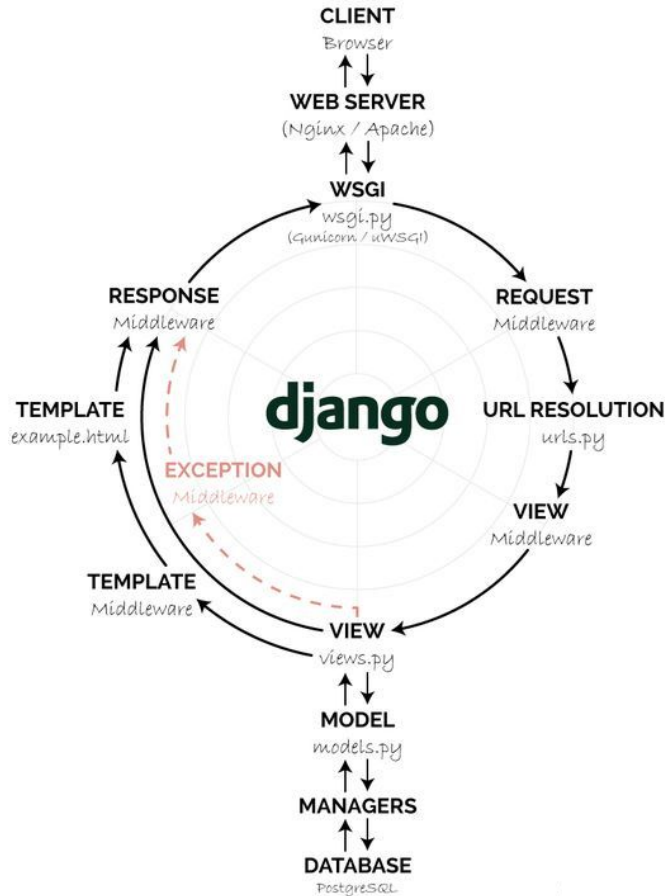 CLIENT
Browser
WEB SERVER
(Nginx / Apache)
WSGI
wsgi.py
(Gunicorn / uWSGI)
RESPONSE
Middleware
REQUEST
Middleware
django
TEMPLATE
example.html
URL RESOLUTION
urls.py
EXCEPTION
Middleware
VIEW
Middleware
TEMPLATE
Middleware
VIEW
views.py
MODEL
models.py
MANAGERS
DATABASE
PostgreSQL